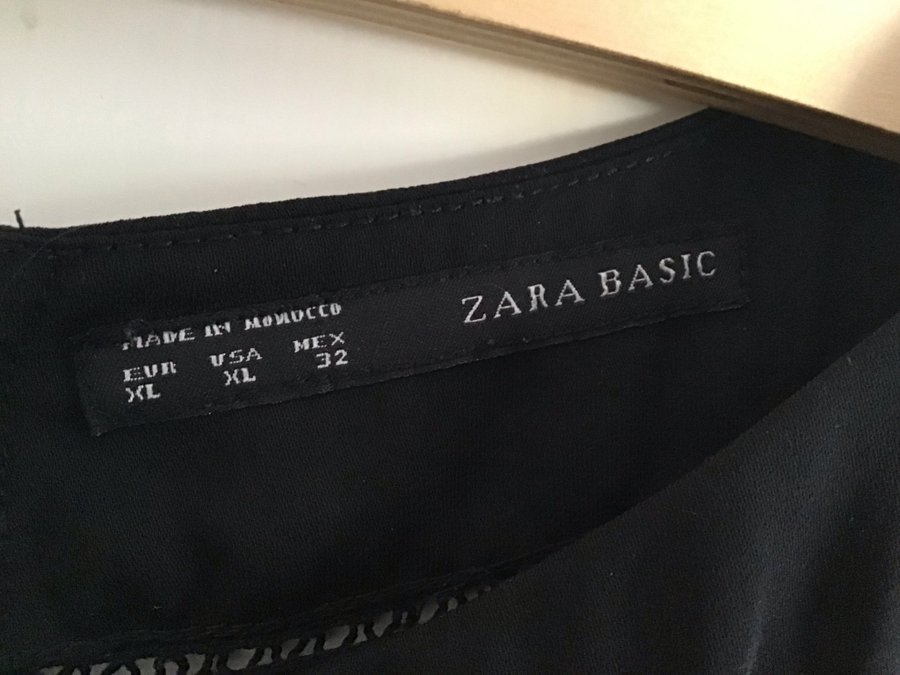 MADE IN MOROCCO
EUR USA MEX
XL XL 32
ZARA BASIC